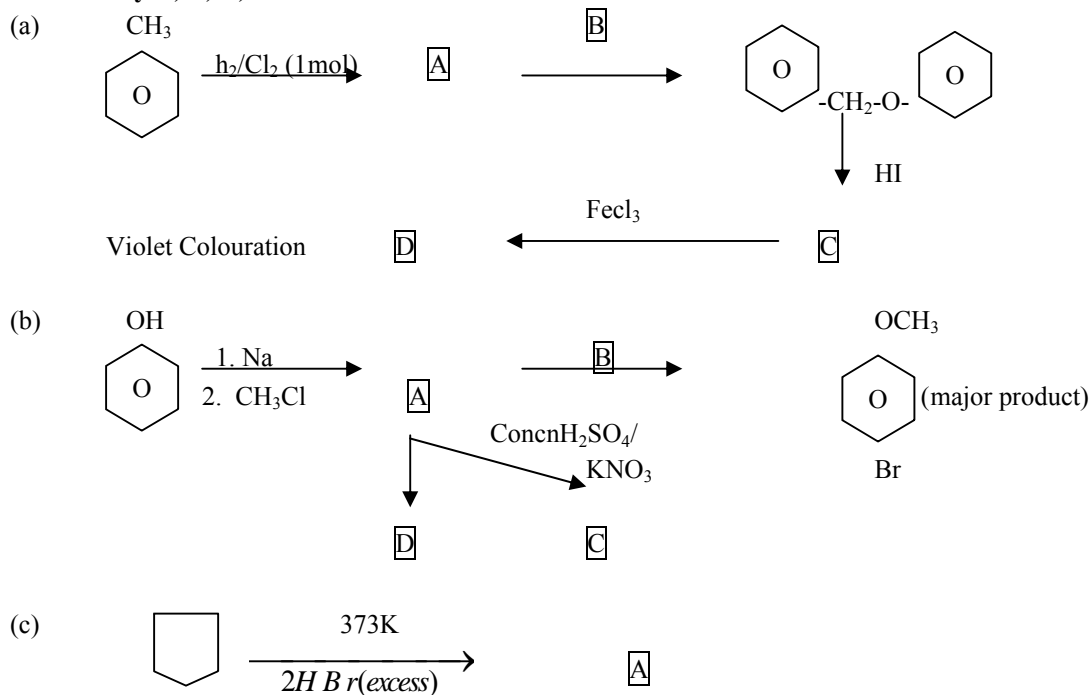 (a) CH₃ B
O h₂/Cl₂ (1mol) A O O
-CH₂-O-
HI
Fecl₃
Violet Colouration D C
(b) OH OCH₃
O 1. Na B O (major product)
2. CH₃Cl A
ConcnH₂SO₄/
KNO₃ Br
D C
(c) 373K
2H B r(excess) A